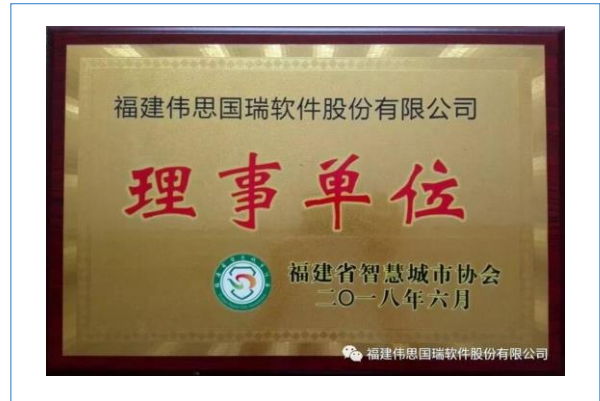 福建伟思国瑞软件股份有限公司
理事单位
福建省智慧城市协会
二〇一八年六月
福建伟思国瑞软件股份有限公司